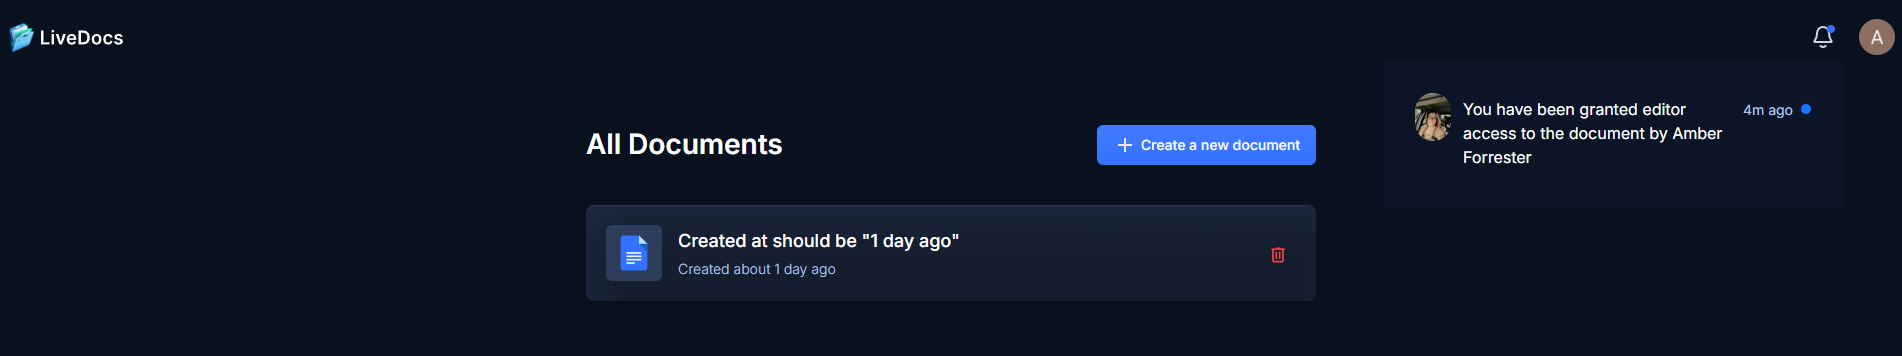 LiveDocs
A
You have been granted editor
4m ago
access to the document by Amber
Forrester
All Documents
Create a new document
Created at should be "1 day ago"
Created about 1 day ago